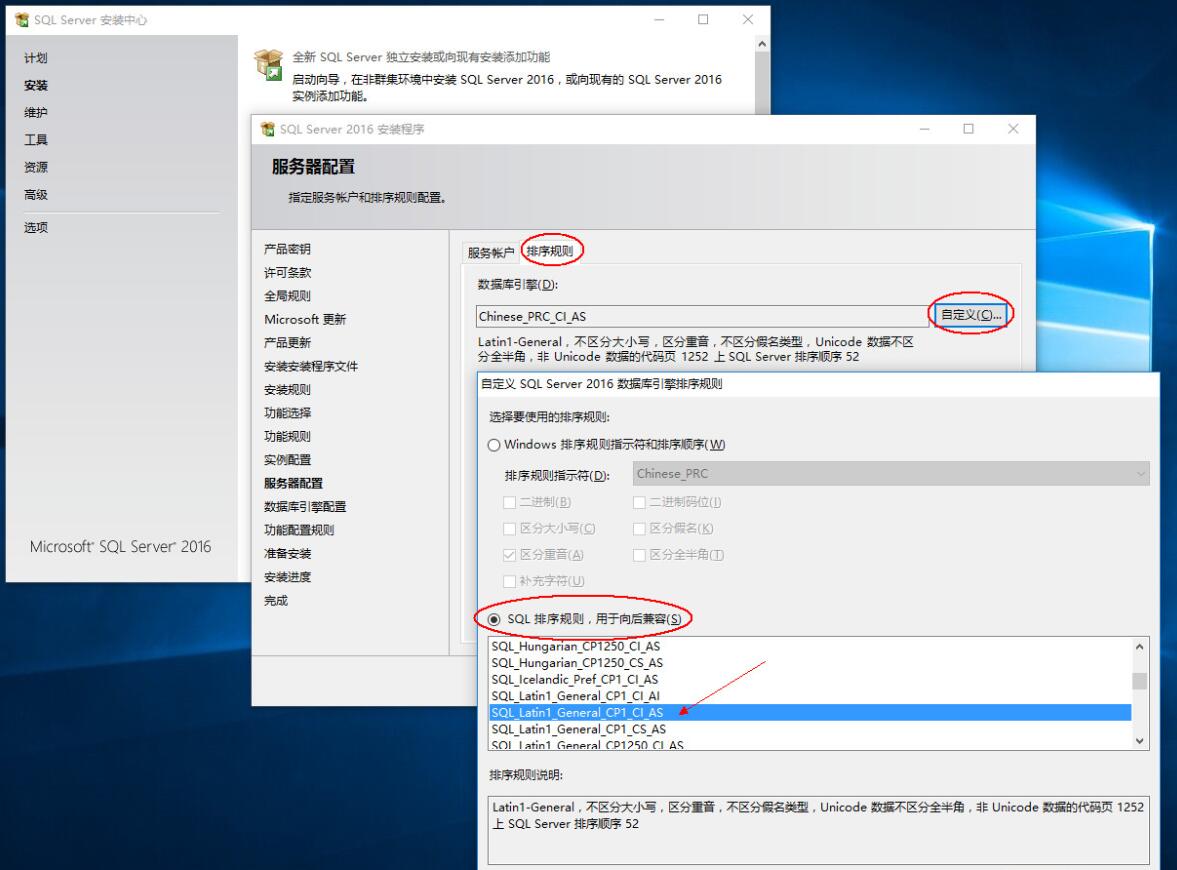 SQL Server 安装中心
计划
安装
维护
工具
资源
高级
选项
Microsoft® SQL Server® 2016
全新 SQL Server 独立安装或向现有安装添加功能
启动向导，在非群集环境中安装 SQL Server 2016，或向现有的 SQL Server 2016
实例添加功能。
SQL Server 2016 安装程序
服务器配置
指定服务帐户和排序规则配置。
产品密钥
许可条款
全局规则
Microsoft 更新
产品更新
安装安装程序文件
安装规则
功能选择
功能规则
实例配置
服务器配置
数据库引擎配置
功能配置规则
准备安装
安装进度
完成
服务帐户 排序规则
数据库引擎(D):
Chinese_PRC_CI_AS 自定义(C)...
Latin1-General，不区分大小写，区分重音，不区分假名类型，Unicode 数据不区
分全半角，非 Unicode 数据的代码页 1252 上 SQL Server 排序顺序 52
自定义 SQL Server 2016 数据库引擎排序规则
选择要使用的排序规则:
Windows 排序规则指示符和排序顺序(W)
排序规则指示符(D): Chinese_PRC
二进制(B) 二进制码位(I)
区分大小写(C) 区分假名(K)
区分重音(A) 区分全半角(T)
补充字符(U)
SQL 排序规则，用于向后兼容(S)
SQL_Hungarian_CP1250_CI_AS
SQL_Hungarian_CP1250_CS_AS
SQL_Icelandic_Pref_CP1_CI_AS
SQL_Latin1_General_CP1_CI_AI
SQL_Latin1_General_CP1_CI_AS
SQL_Latin1_General_CP1_CS_AS
SQL_Latin1_General_CP1250_CI_AS
排序规则说明:
Latin1-General，不区分大小写，区分重音，不区分假名类型，Unicode 数据不区分全半角，非 Unicode 数据的代码页 1252
上 SQL Server 排序顺序 52